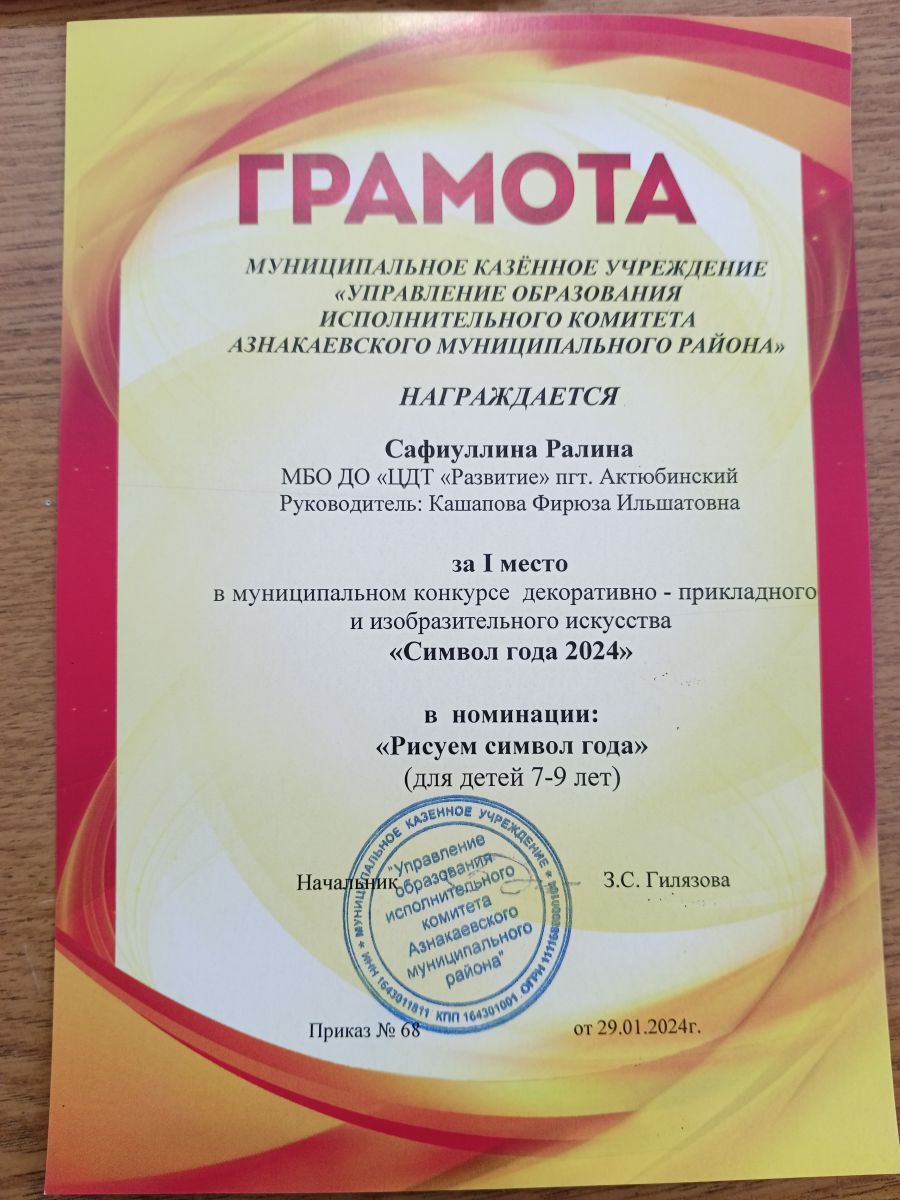 ГРАМОТА
МУНИЦИПАЛЬНОЕ КАЗЁННОЕ УЧРЕЖДЕНИЕ
«УПРАВЛЕНИЕ ОБРАЗОВАНИЯ
ИСПОЛНИТЕЛЬНОГО КОМИТЕТА
АЗНАКАЕВСКОГО МУНИЦИПАЛЬНОГО РАЙОНА»
НАГРАЖДАЕТСЯ
Сафиуллина Ралина
МБО ДО «ЦДТ «Развитие» пгт. Актюбинский
Руководитель: Кашапова Фирюза Ильшатовна
за I место
в муниципальном конкурсе декоративно - прикладного
и изобразительного искусства
«Символ года 2024»
в номинации:
«Рисуем символ года»
(для детей 7-9 лет)
Начальник З.С. Гилязова
* МУНИЦИПАЛЬНОЕ КАЗЕННОЕ УЧРЕЖДЕНИЕ *
ИНН 1643011811 КПП 164301001 ОГРН
"Управление
образования
исполнительного
комитета
Азнакаевского
муниципального
района"
Приказ № 68 от 29.01.2024г.